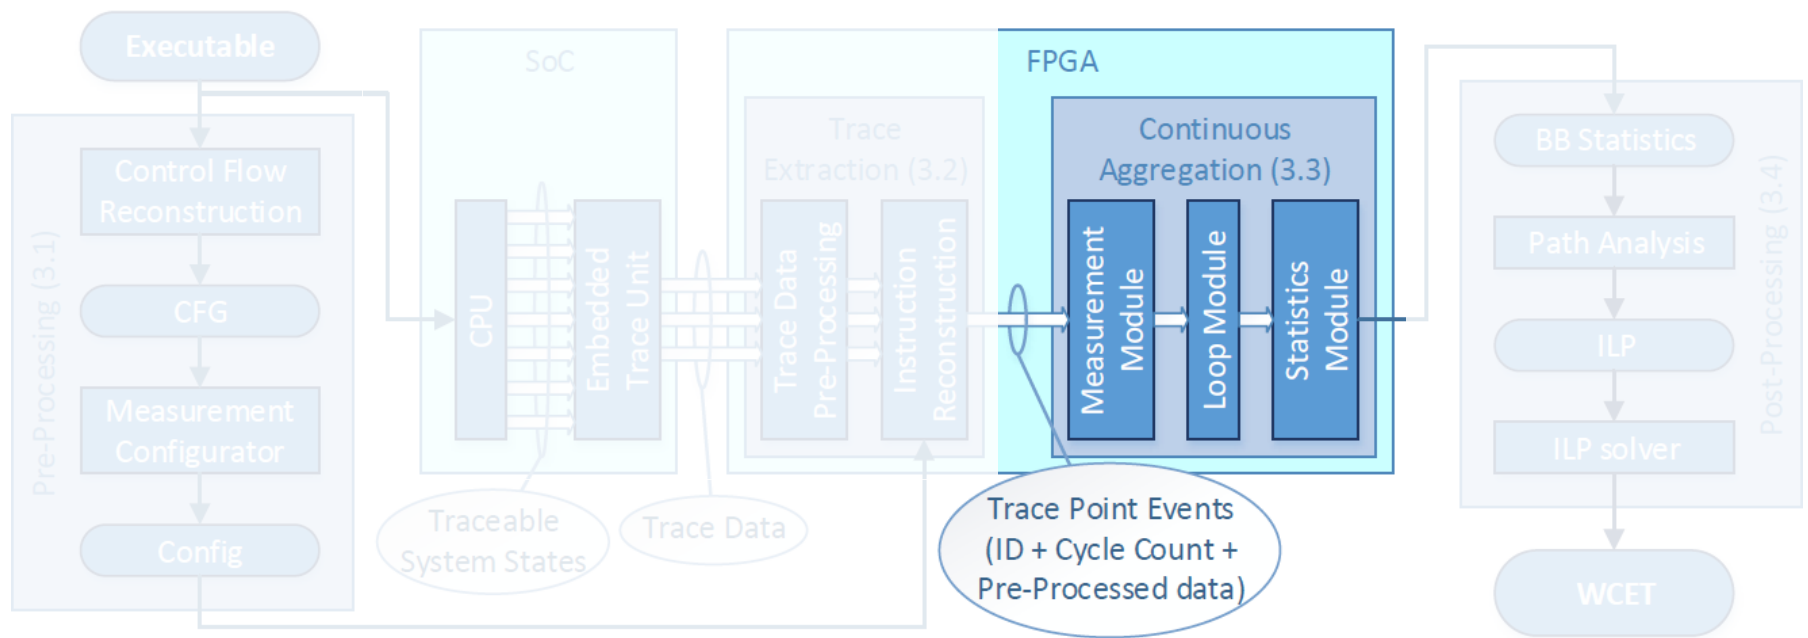 Executable
Pre-Processing (3.1)
Control Flow
Reconstruction
CFG
Measurement
Configurator
Config
SoC
CPU
Embedded
Trace Unit
Traceable
System States
Trace Data
FPGA
Trace
Extraction (3.2)
Trace Data
Pre-Processing
Instruction
Reconstruction
Continuous
Aggregation (3.3)
Measurement
Module
Loop Module
Statistics
Module
Trace Point Events
(ID + Cycle Count +
Pre-Processed data)
BB Statistics
Path Analysis
ILP
ILP solver
Post-Processing (3.4)
WCET